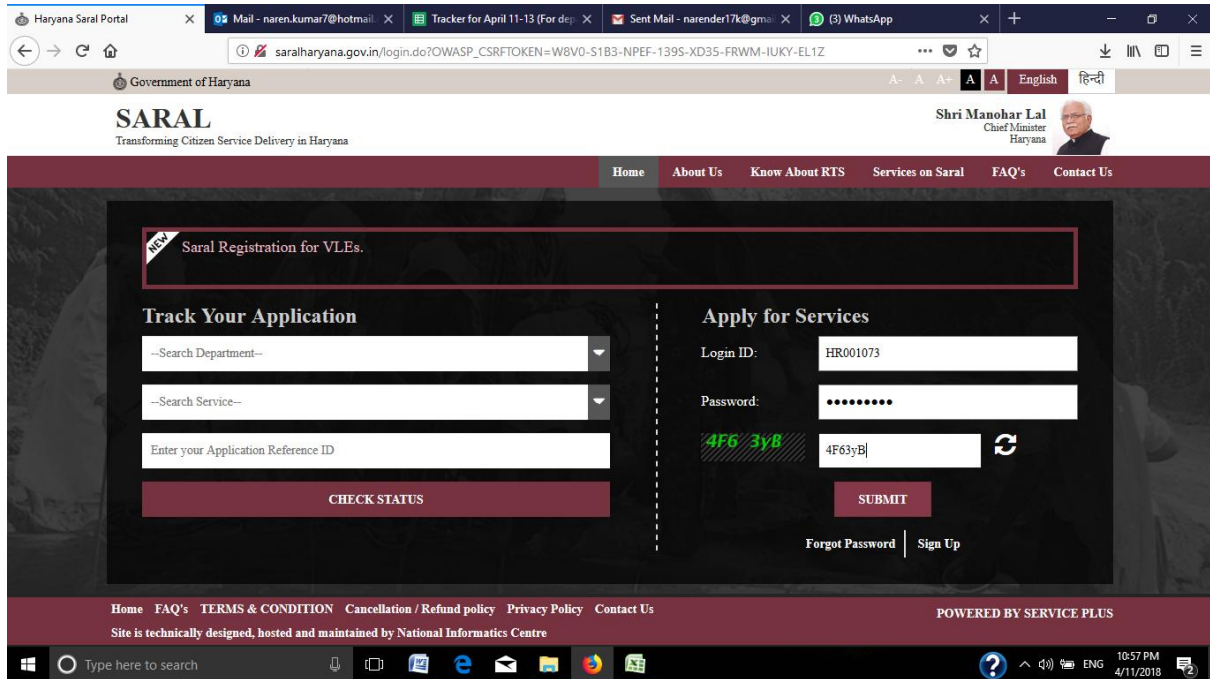 Haryana Saral Portal
Mail - naren.kumar7@hotmail.
Tracker for April 11-13 (For dep
Sent Mail - narender17k@gmai
(3) WhatsApp
saralharyana.gov.in/login.do?OWASP_CSRFTOKEN=W8V0-S1B3-NPEF-139S-XD35-FRWM-IUKY-EL1Z
Government of Haryana
A- A A+ A A English हिन्दी
SARAL
Transforming Citizen Service Delivery in Haryana
Shri Manohar Lal
Chief Minister
Haryana
Home About Us Know About RTS Services on Saral FAQ's Contact Us
NEW Saral Registration for VLEs.
Track Your Application
--Search Department--
--Search Service--
Enter your Application Reference ID
CHECK STATUS
Apply for Services
Login ID: HR001073
Password: •••••••••
4F6 3yB 4F63yB
SUBMIT
Forgot Password Sign Up
Home FAQ's TERMS & CONDITION Cancellation / Refund policy Privacy Policy Contact Us
Site is technically designed, hosted and maintained by National Informatics Centre
POWERED BY SERVICE PLUS
Type here to search
ENG
10:57 PM
4/11/2018
2